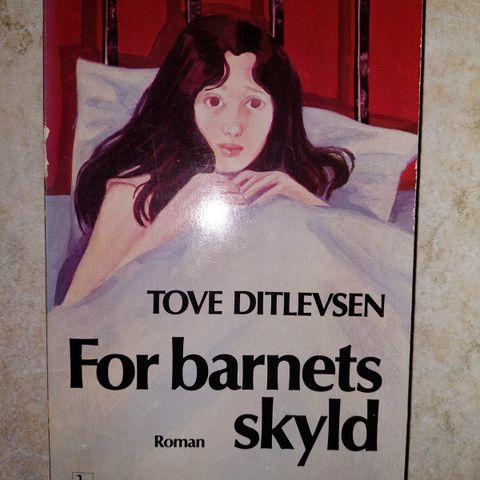 TOVE DITLEVSEN
For barnets
skyld
Roman